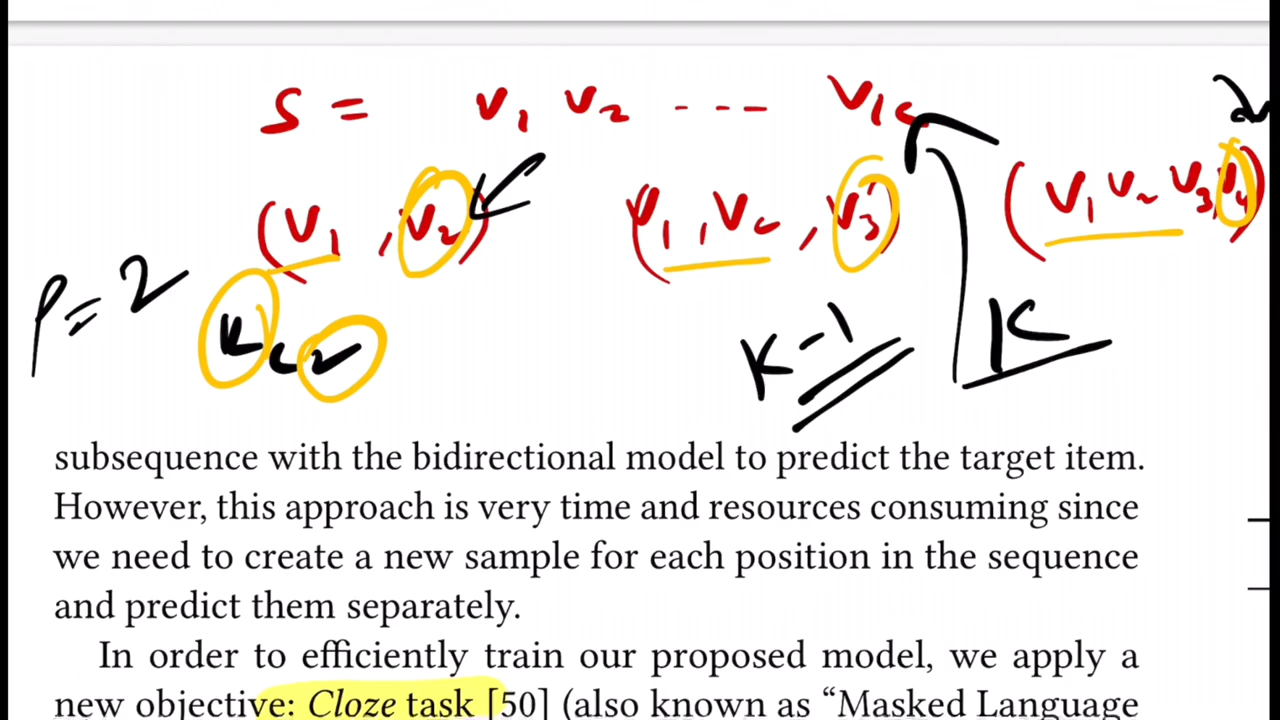 S = V1 V2 --- Vk
(V1 , V2) (V1 , V2 , V3) (V1 V2 V3, V4)
P = 2 K C 2 K-1 K
subsequence with the bidirectional model to predict the target item.
However, this approach is very time and resources consuming since
we need to create a new sample for each position in the sequence
and predict them separately.
In order to efficiently train our proposed model, we apply a
new objective: Cloze task [50] (also known as “Masked Language